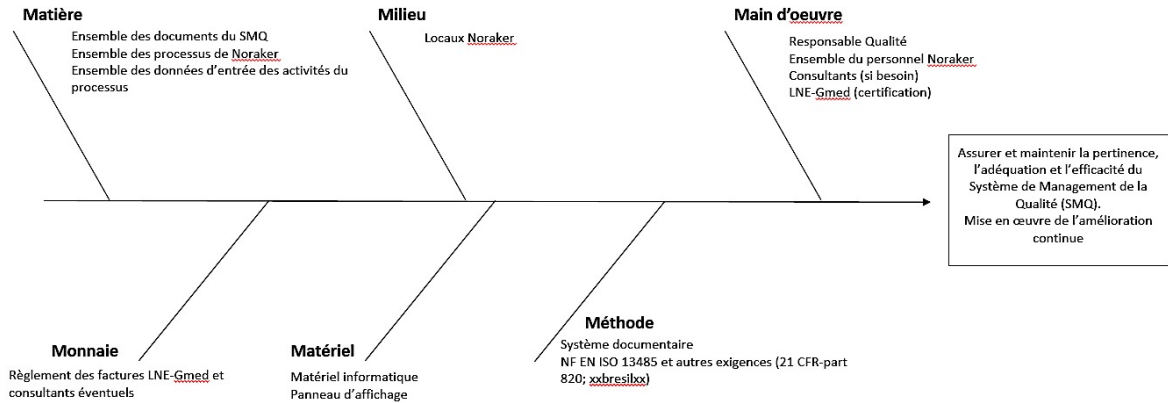 Matière
Ensemble des documents du SMQ
Ensemble des processus de Noraker
Ensemble des données d'entrée des activités du
processus
Milieu
Locaux Noraker
Main d'oeuvre
Responsable Qualité
Ensemble du personnel Noraker
Consultants (si besoin)
LNE-Gmed (certification)
Assurer et maintenir la pertinence,
l'adéquation et l'efficacité du
Système de Management de la
Qualité (SMQ).
Mise en œuvre de l'amélioration
continue
Monnaie
Règlement des factures LNE-Gmed et
consultants éventuels
Matériel
Matériel informatique
Panneau d'affichage
Méthode
Système documentaire
NF EN ISO 13485 et autres exigences (21 CFR-part
820; xxbresilxx)